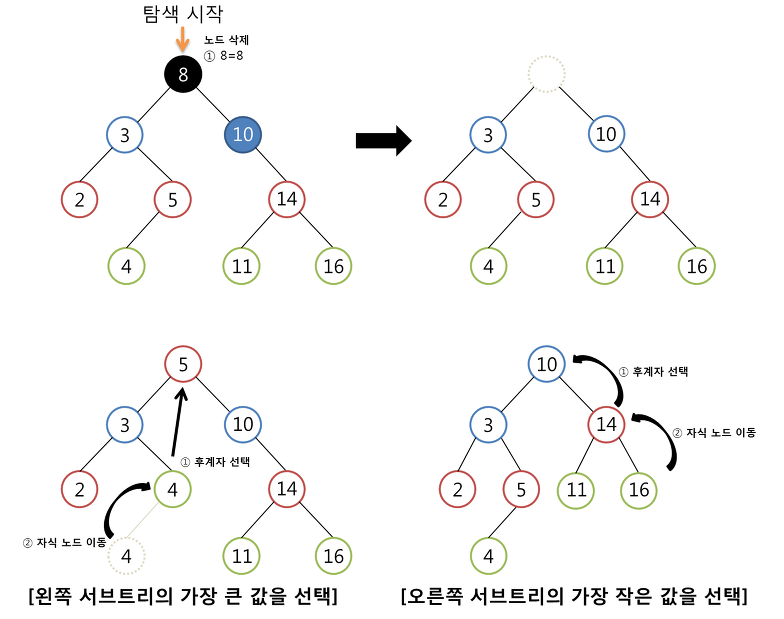 탐색 시작
노드 삭제
① 8=8
8
3 10
2 5 14
4 11 16
3 10
2 5 14
4 11 16
5
3 10
① 후계자 선택
2 4 14
② 자식 노드 이동
4 11 16
[왼쪽 서브트리의 가장 큰 값을 선택]
10
① 후계자 선택
3 14
② 자식 노드 이동
2 5 11 16
4
[오른쪽 서브트리의 가장 작은 값을 선택]